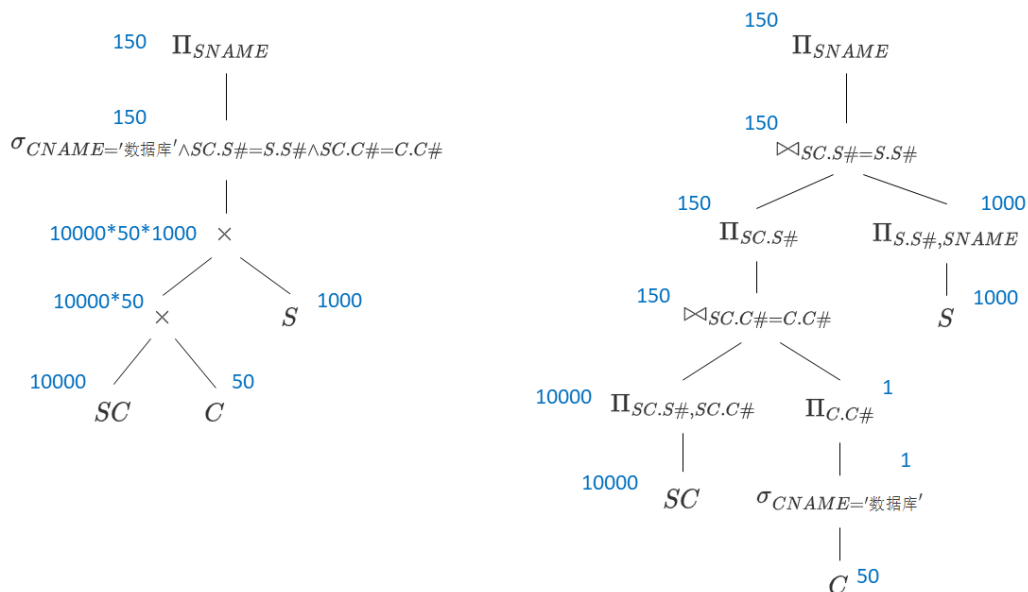 150 Π_SNAME
150
σ_CNAME='数据库'∧SC.S#=S.S#∧SC.C#=C.C#
10000*50*1000 ×
10000*50 × S 1000
10000 SC C 50
150
Π_SNAME
150
⋈_SC.S#=S.S#
150 1000
Π_SC.S# Π_S.S#,SNAME
150 ⋈_SC.C#=C.C# S 1000
10000 Π_SC.S#,SC.C# Π_C.C# 1
1
10000 SC σ_CNAME='数据库'
C 50